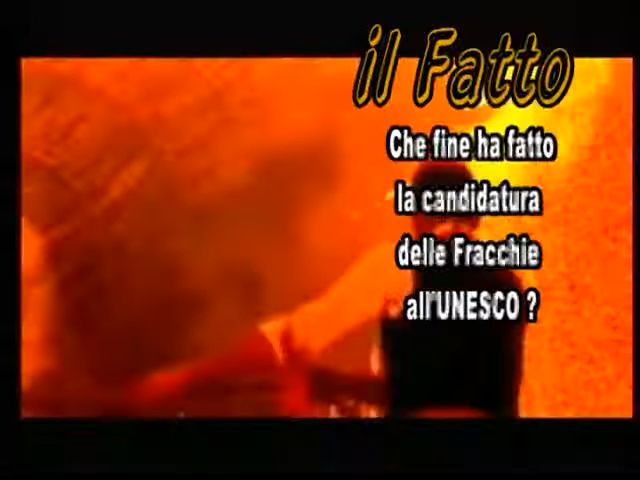 il Fatto
Che fine ha fatto
la candidatura
delle Fracchie
all'UNESCO ?